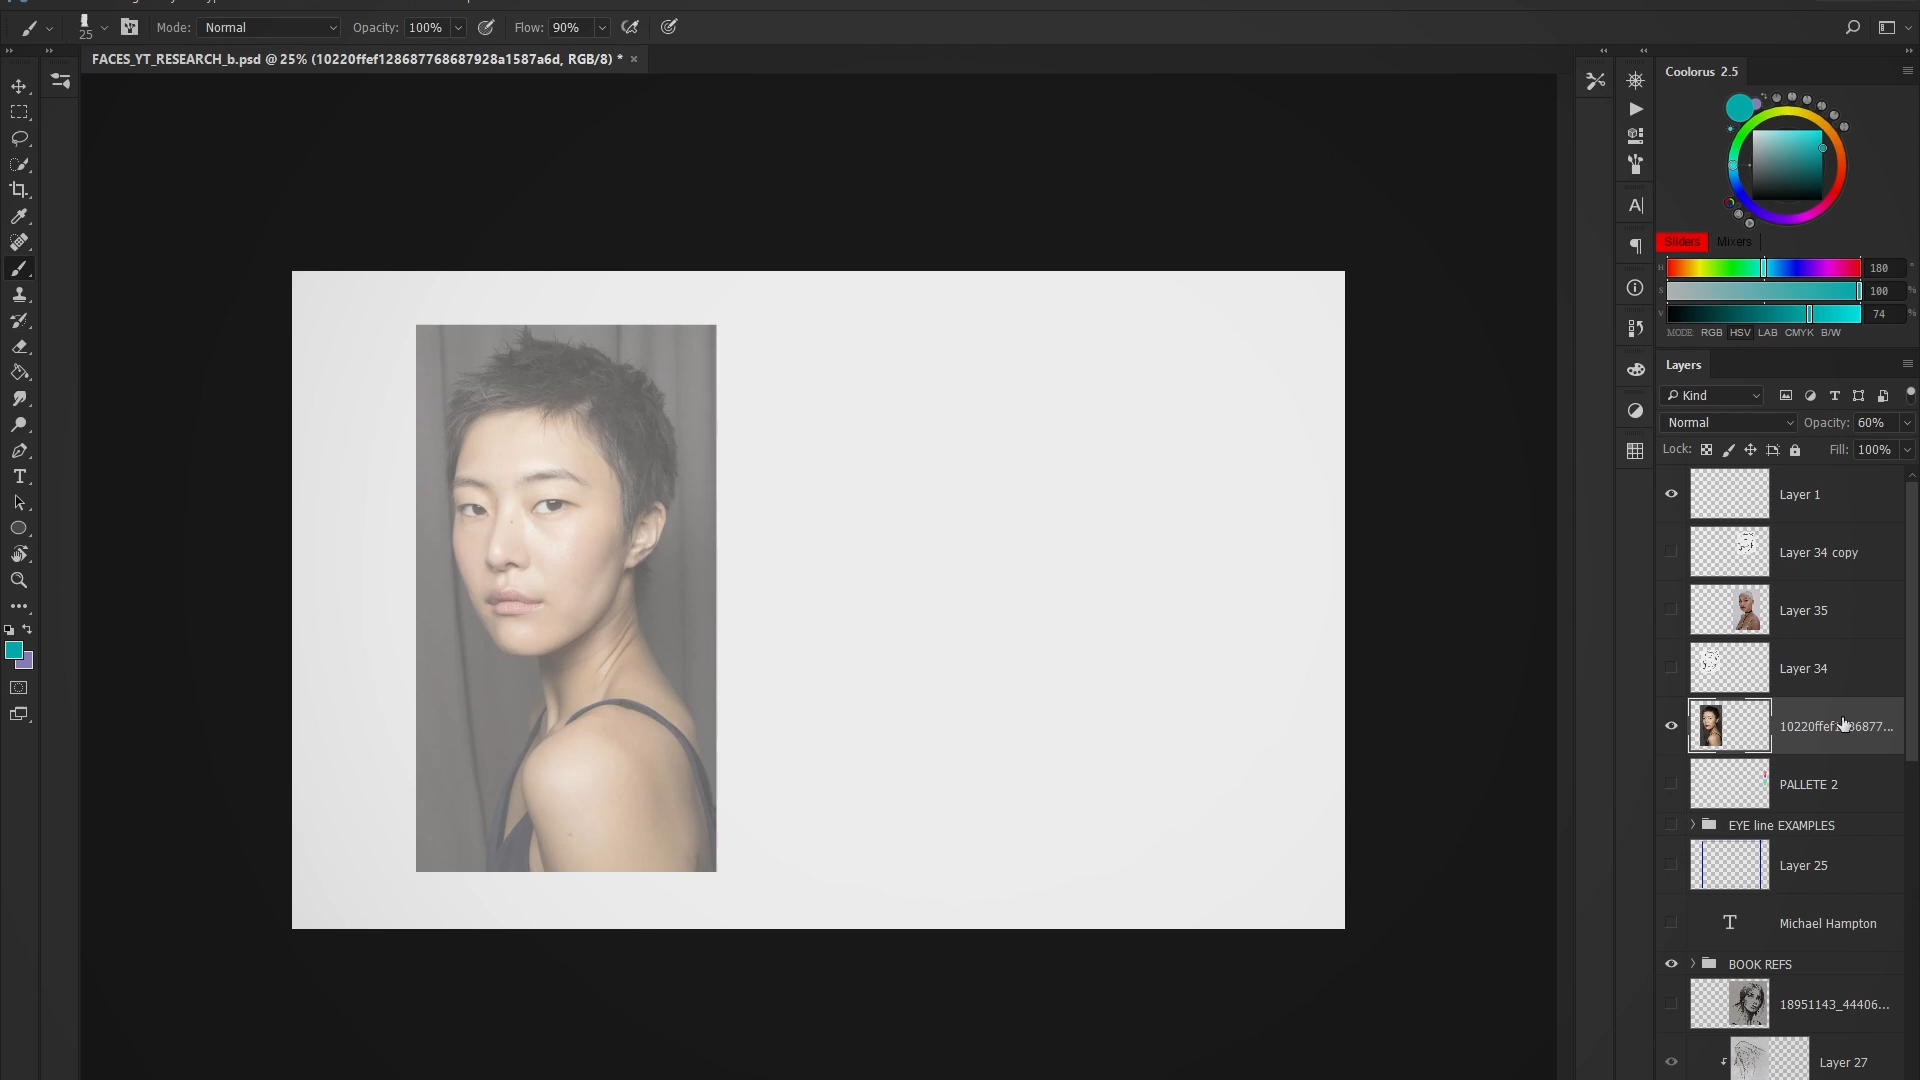 25
Mode: Normal
Opacity: 100%
Flow: 90%
FACES_YT_RESEARCH_b.psd @ 25% (10220ffef128687768687928a1587a6d, RGB/8) *
Coolorus 2.5
Sliders Mixers
H 180 °
S 100 %
V 74 %
MODE RGB HSV LAB CMYK B/W
Layers
Kind
Normal Opacity: 60%
Lock: Fill: 100%
Layer 1
Layer 34 copy
Layer 35
Layer 34
PALLETE 2
EYE line EXAMPLES
Layer 25
Michael Hampton
BOOK REFS
18951143_44406...
Layer 27